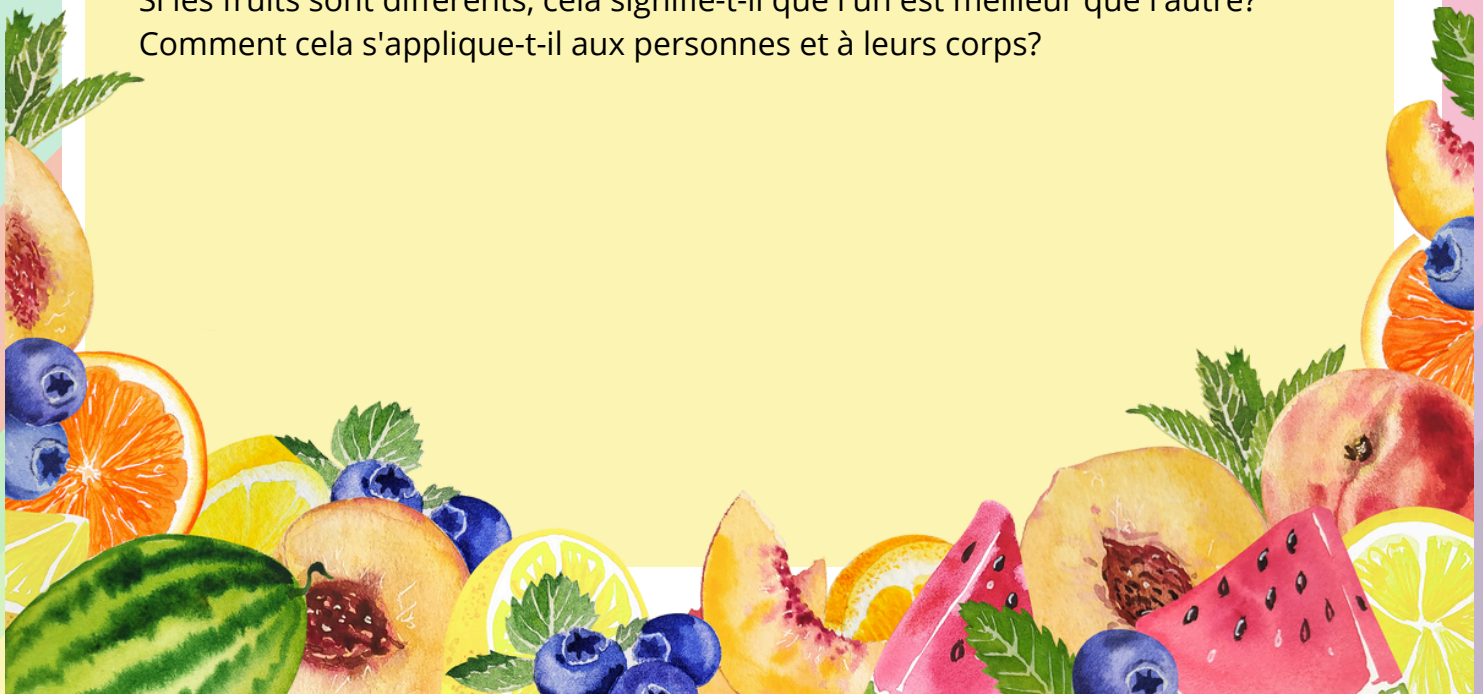 Si les fruits sont différents, cela signifie-t-il que l'un est meilleur que l'autre?
Comment cela s'applique-t-il aux personnes et à leurs corps?